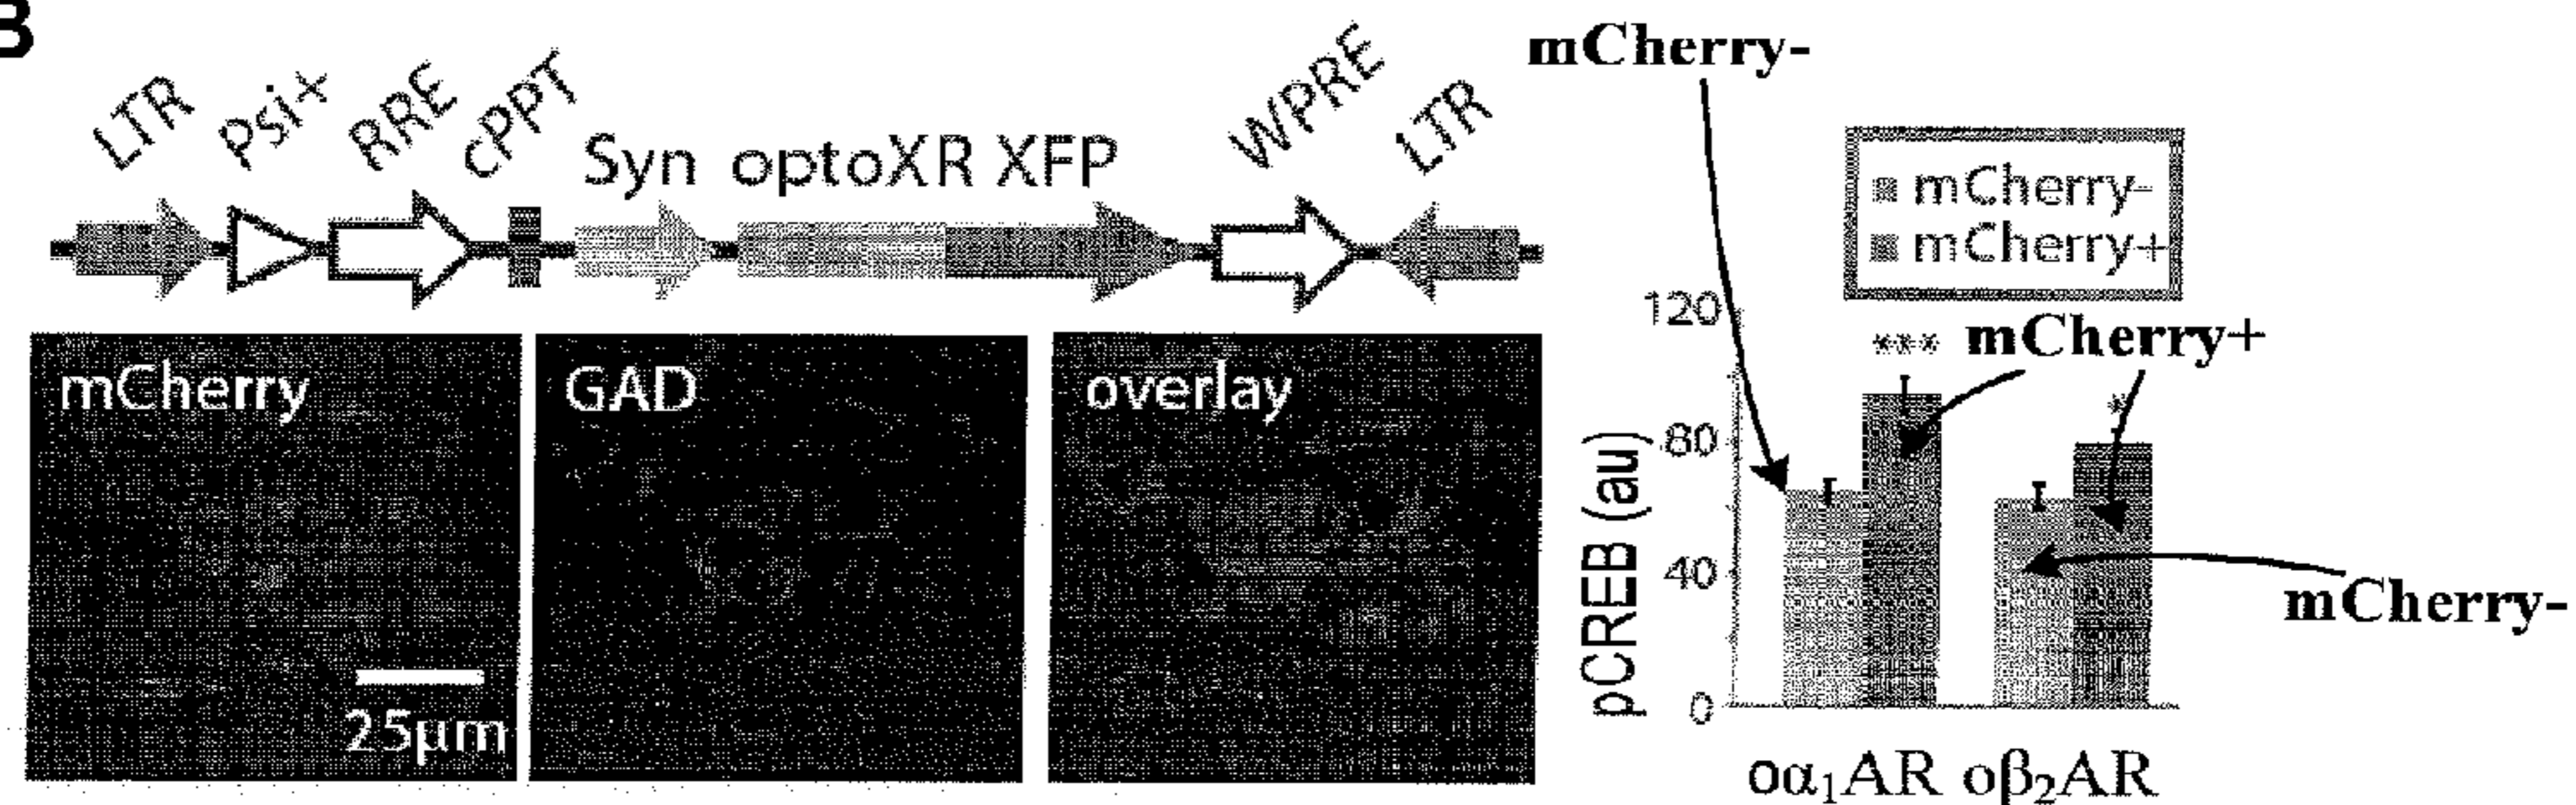 B
LTR Psi+ RRE cPPT Syn optoXR XFP WPRE LTR
mCherry
25µm
GAD
overlay
mCherry-
mCherry-
mCherry+
120
80
40
0
pCREB (au)
***
mCherry+
*
mCherry-
oα₁AR oβ₂AR